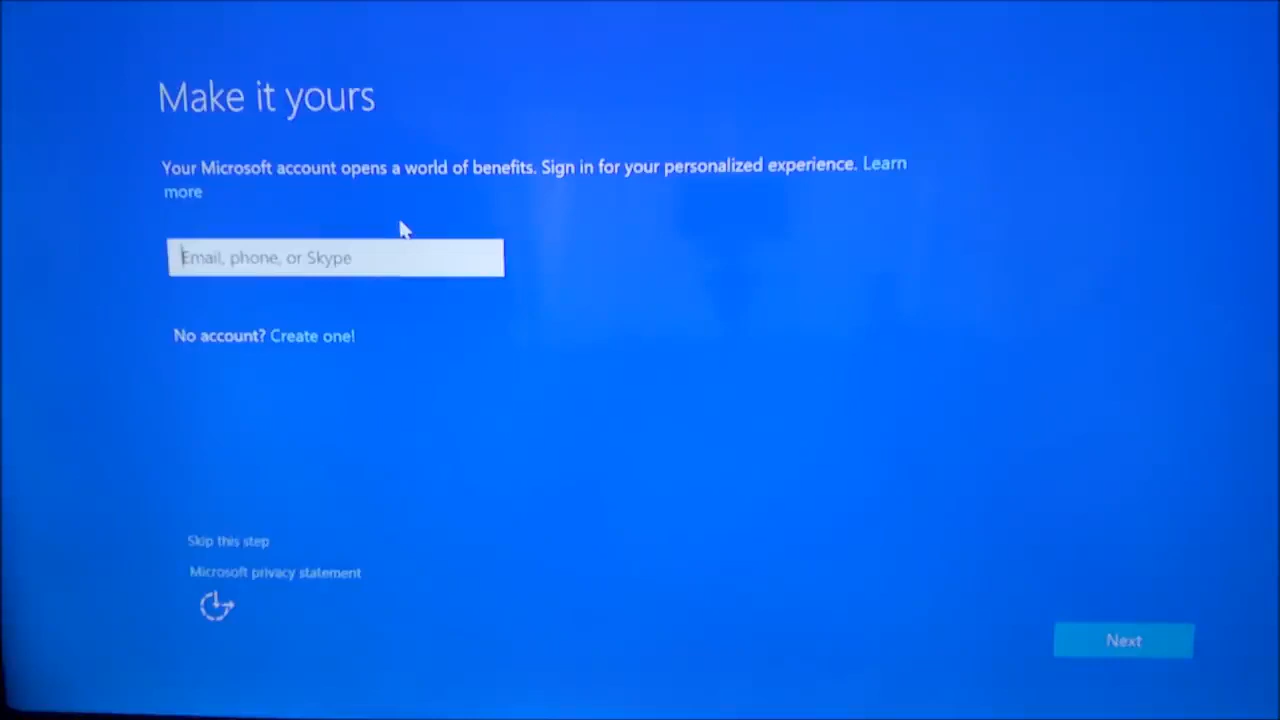 Make it yours
Your Microsoft account opens a world of benefits. Sign in for your personalized experience. Learn
more
Email, phone, or Skype
No account? Create one!
Skip this step
Microsoft privacy statement
Next